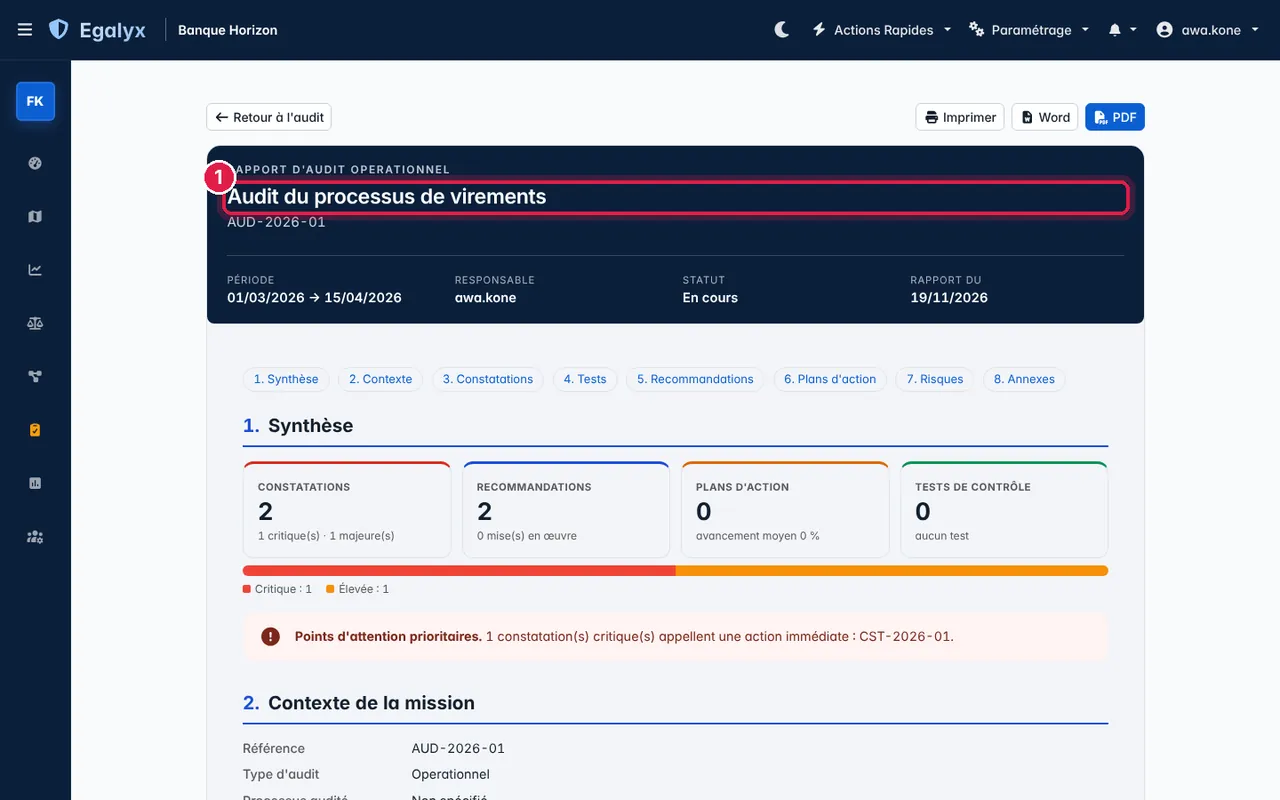 Egalyx
Banque Horizon
Actions Rapides
Paramétrage
awa.kone
FK
Retour à l'audit
Imprimer
Word
PDF
1
RAPPORT D'AUDIT OPERATIONNEL
Audit du processus de virements
AUD-2026-01
PÉRIODE
RESPONSABLE
STATUT
RAPPORT DU
01/03/2026 → 15/04/2026
awa.kone
En cours
19/11/2026
1. Synthèse
2. Contexte
3. Constatations
4. Tests
5. Recommandations
6. Plans d'action
7. Risques
8. Annexes
1. Synthèse
CONSTATATIONS
2
1 critique(s) · 1 majeure(s)
RECOMMANDATIONS
2
0 mise(s) en œuvre
PLANS D'ACTION
0
avancement moyen 0 %
TESTS DE CONTRÔLE
0
aucun test
Critique : 1
Élevée : 1
Points d'attention prioritaires. 1 constatation(s) critique(s) appellent une action immédiate : CST-2026-01.
2. Contexte de la mission
Référence
AUD-2026-01
Type d'audit
Operationnel
Processus audité
Non spécifié